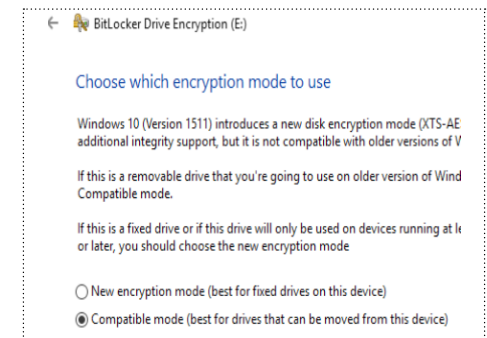 BitLocker Drive Encryption (E:)
Choose which encryption mode to use
Windows 10 (Version 1511) introduces a new disk encryption mode (XTS-AE
additional integrity support, but it is not compatible with older versions of
If this is a removable drive that you're going to use on older version of Wind
Compatible mode.
If this is a fixed drive or if this drive will only be used on devices running at le
or later, you should choose the new encryption mode
New encryption mode (best for fixed drives on this device)
Compatible mode (best for drives that can be moved from this device)